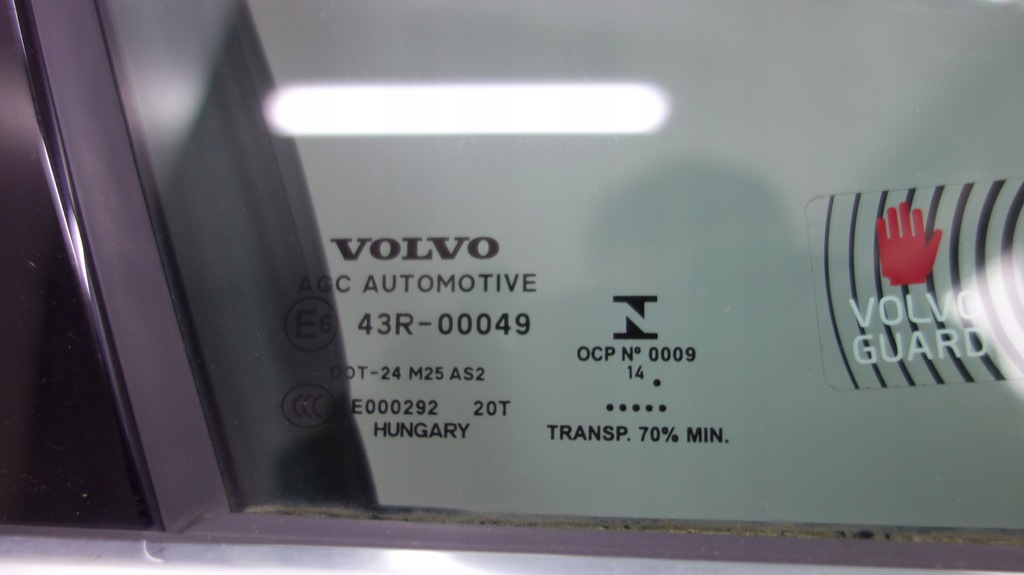 VOLVO
AGC AUTOMOTIVE
E6 43R-00049
DOT-24 M25 AS2
CCC E000292 20T
HUNGARY
N
OCP Nº 0009
14 .
.....
TRANSP. 70% MIN.
VOLVO
GUARD